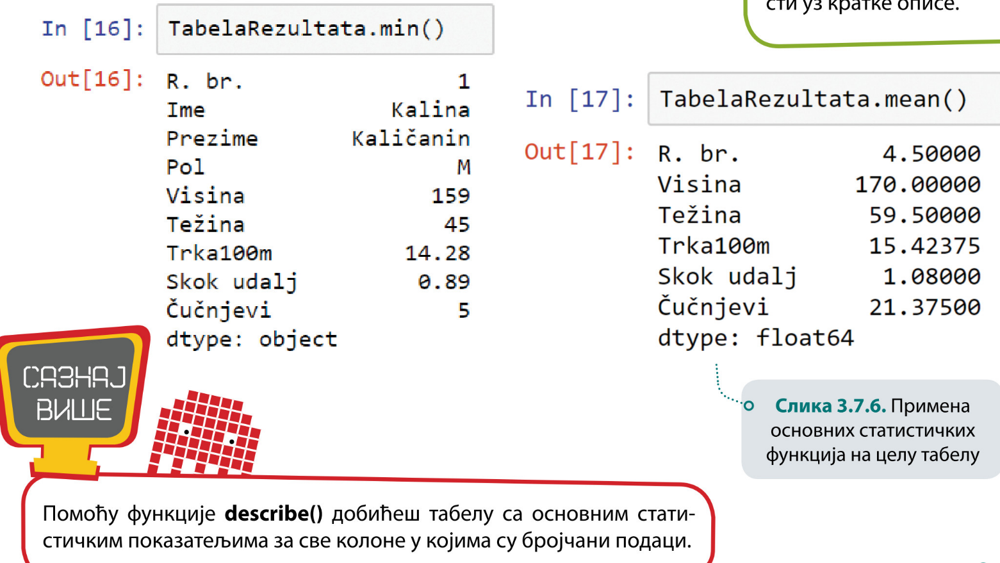 сти уз кратке описе.
In [16]: TabelaRezultata.min()
Out[16]: R. br. 1
Ime Kalina
Prezime Kaličanin
Pol M
Visina 159
Težina 45
Trka100m 14.28
Skok udalj 0.89
Čučnjevi 5
dtype: object
In [17]: TabelaRezultata.mean()
Out[17]: R. br. 4.50000
Visina 170.00000
Težina 59.50000
Trka100m 15.42375
Skok udalj 1.08000
Čučnjevi 21.37500
dtype: float64
Слика 3.7.6. Примена
основних статистичких
функција на целу табелу
САЗНАЈ
ВИШЕ
Помоћу функције describe() добићеш табелу са основним стати-
стичким показатељима за све колоне у којима су бројчани подаци.